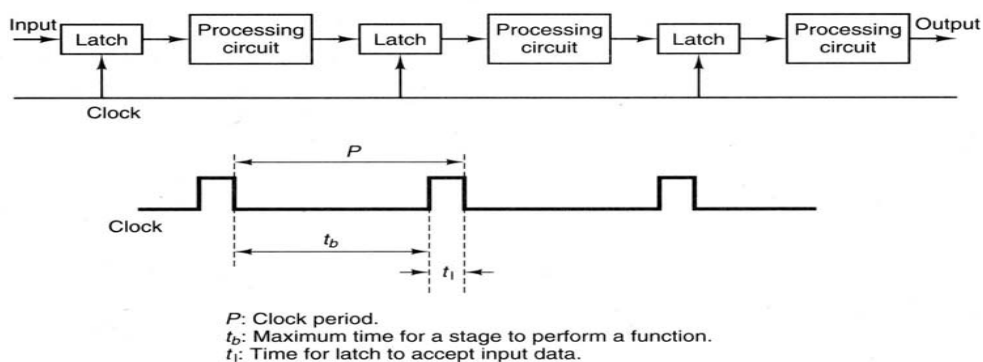 Input
Latch
Processing
circuit
Latch
Processing
circuit
Latch
Processing
circuit
Output
Clock
P
Clock
t_b
t_l
P: Clock period.
t_b: Maximum time for a stage to perform a function.
t_l: Time for latch to accept input data.